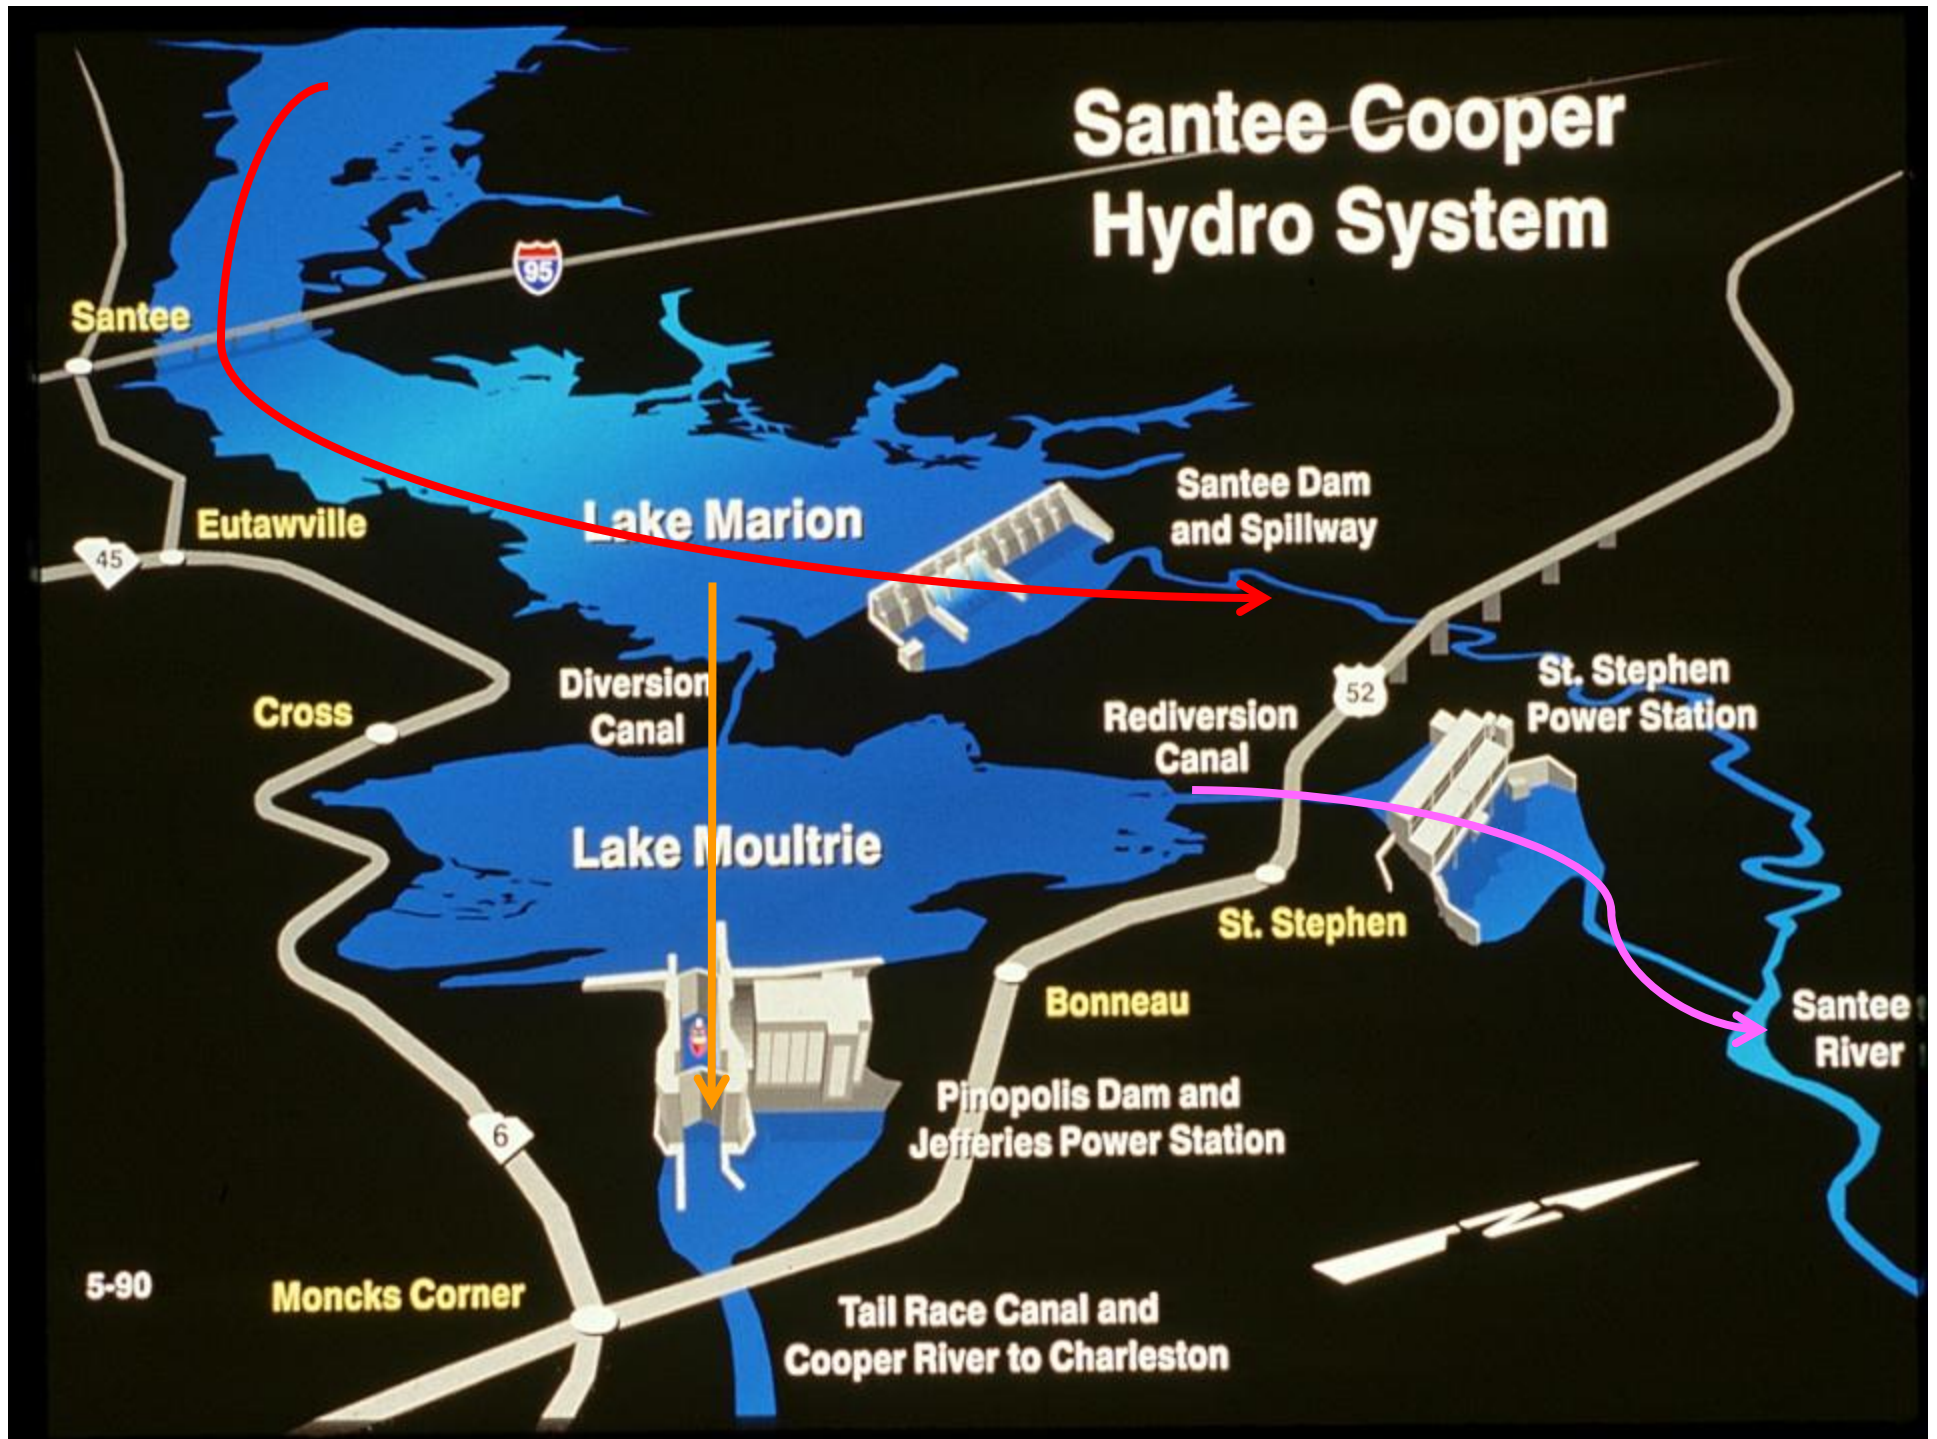 Santee Cooper
Hydro System
95
Santee
Lake Marion
Santee Dam
and Spillway
Eutawville
45
Diversion
Canal
Cross
52
St. Stephen
Power Station
Rediversion
Canal
Lake Moultrie
St. Stephen
Bonneau
Santee
River
Pinopolis Dam and
Jefferies Power Station
6
N
5-90
Moncks Corner
Tail Race Canal and
Cooper River to Charleston